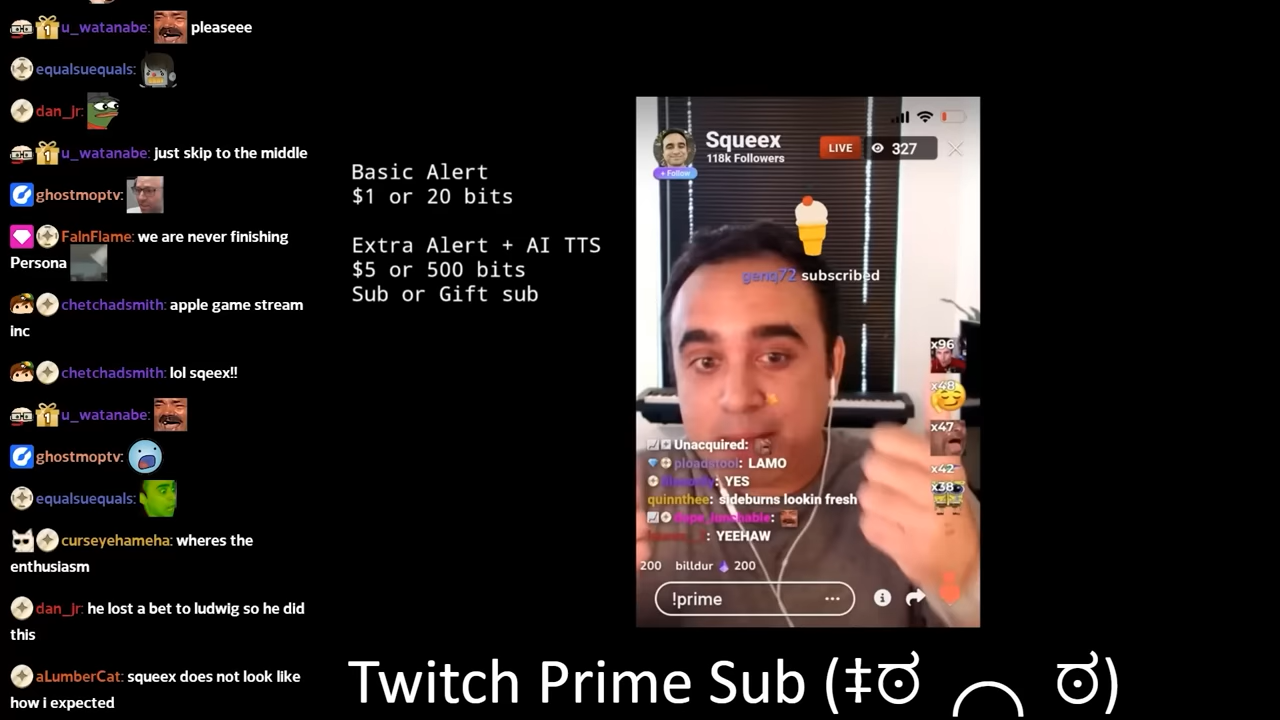 u_watanabe: pleaseee
equalsuequals:
dan_jr:
u_watanabe: just skip to the middle
ghostmoptv:
FalnFlame: we are never finishing
Persona
chetchadsmith: apple game stream
inc
chetchadsmith: lol sqeex!!
u_watanabe:
ghostmoptv:
equalsuequals:
curseyehameha: wheres the
enthusiasm
dan_jr: he lost a bet to ludwig so he did
this
aLumberCat: squeex does not look like
how i expected
Basic Alert
$1 or 20 bits
Extra Alert + AI TTS
$5 or 500 bits
Sub or Gift sub
Squeex
118k Followers
+ Follow
LIVE
327
genq72 subscribed
x96
x48
x47
x42
x38
Unacquired:
ploadstool: LAMO
: YES
quinnthee: sideburns lookin fresh
: YEEHAW
200 billdur 200
!prime
Twitch Prime Sub (‡ಠ ︵ ಠ)